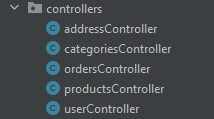 controllers
addressController
categoriesController
ordersController
productsController
userController